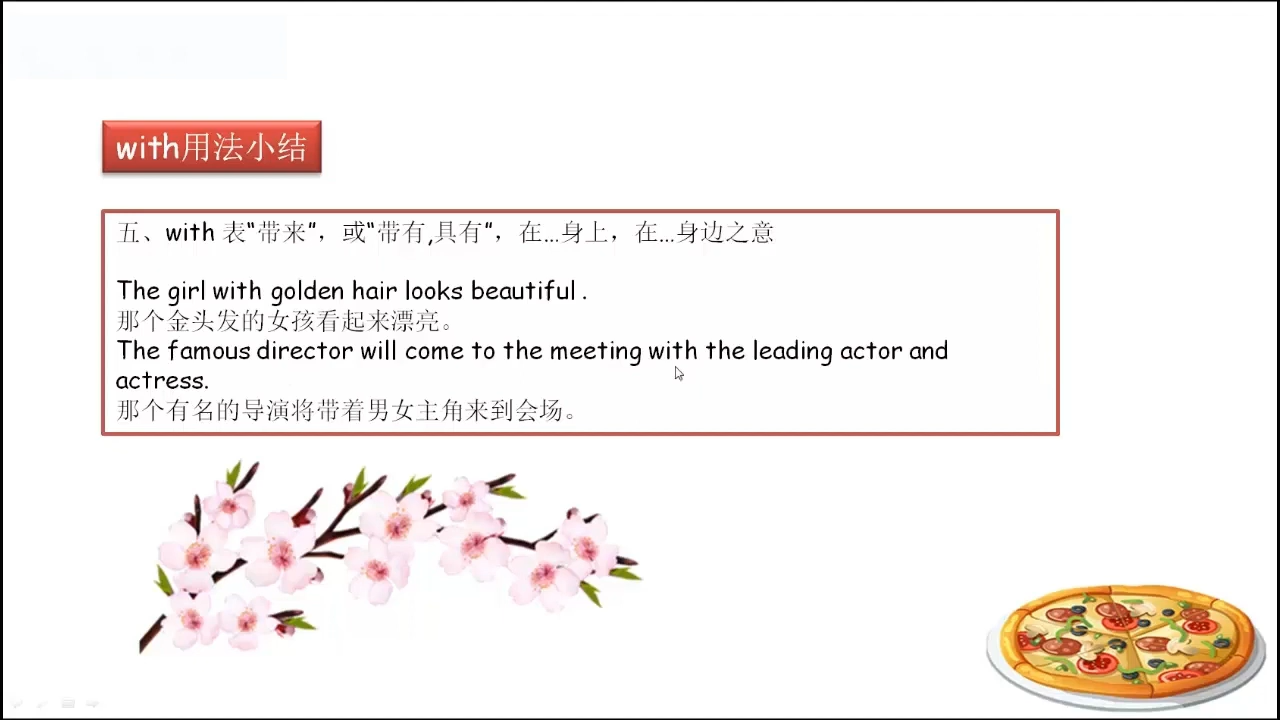 with用法小结
五、with 表“带来”，或“带有,具有”，在...身上，在...身边之意
The girl with golden hair looks beautiful .
那个金头发的女孩看起来漂亮。
The famous director will come to the meeting with the leading actor and
actress.
那个有名的导演将带着男女主角来到会场。